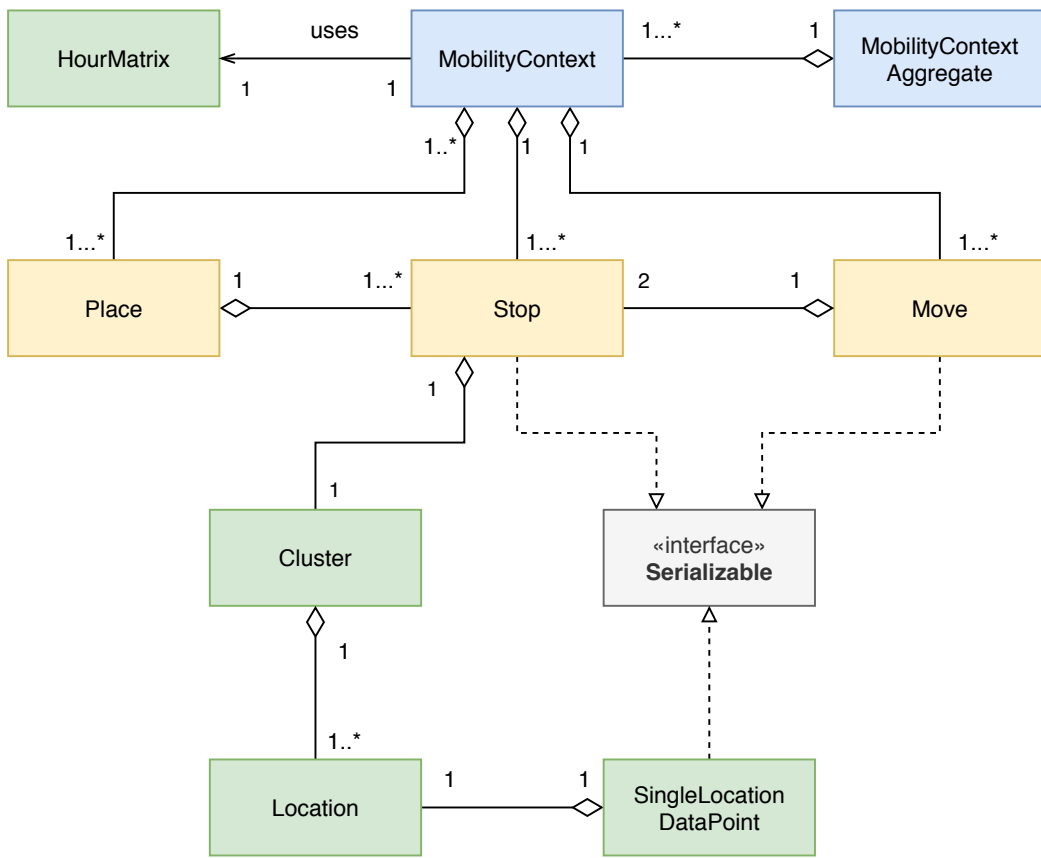 uses
1...*
1
HourMatrix
MobilityContext
MobilityContext
Aggregate
1
1
1..*
1
1
1...*
1...*
1...*
1
1...*
2
1
Place
Stop
Move
1
1
Cluster
«interface»
Serializable
1
1..*
1
1
Location
SingleLocation
DataPoint